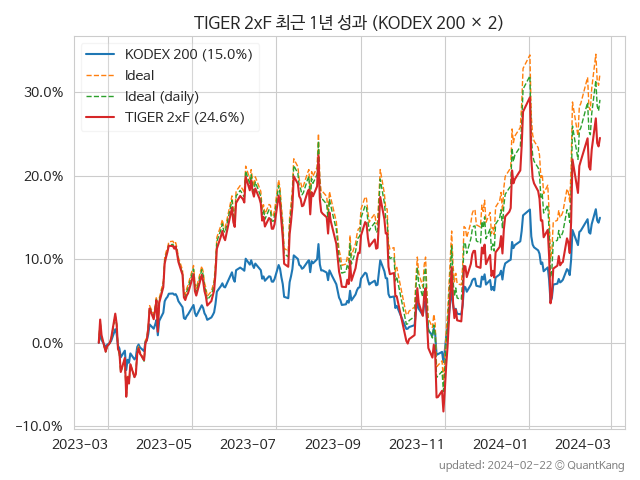 TIGER 2xF 최근 1년 성과 (KODEX 200 × 2)
KODEX 200 (15.0%)
Ideal
Ideal (daily)
TIGER 2xF (24.6%)
30.0%
20.0%
10.0%
0.0%
−10.0%
2023-03 2023-05 2023-07 2023-09 2023-11 2024-01 2024-03
updated: 2024-02-22 © QuantKang